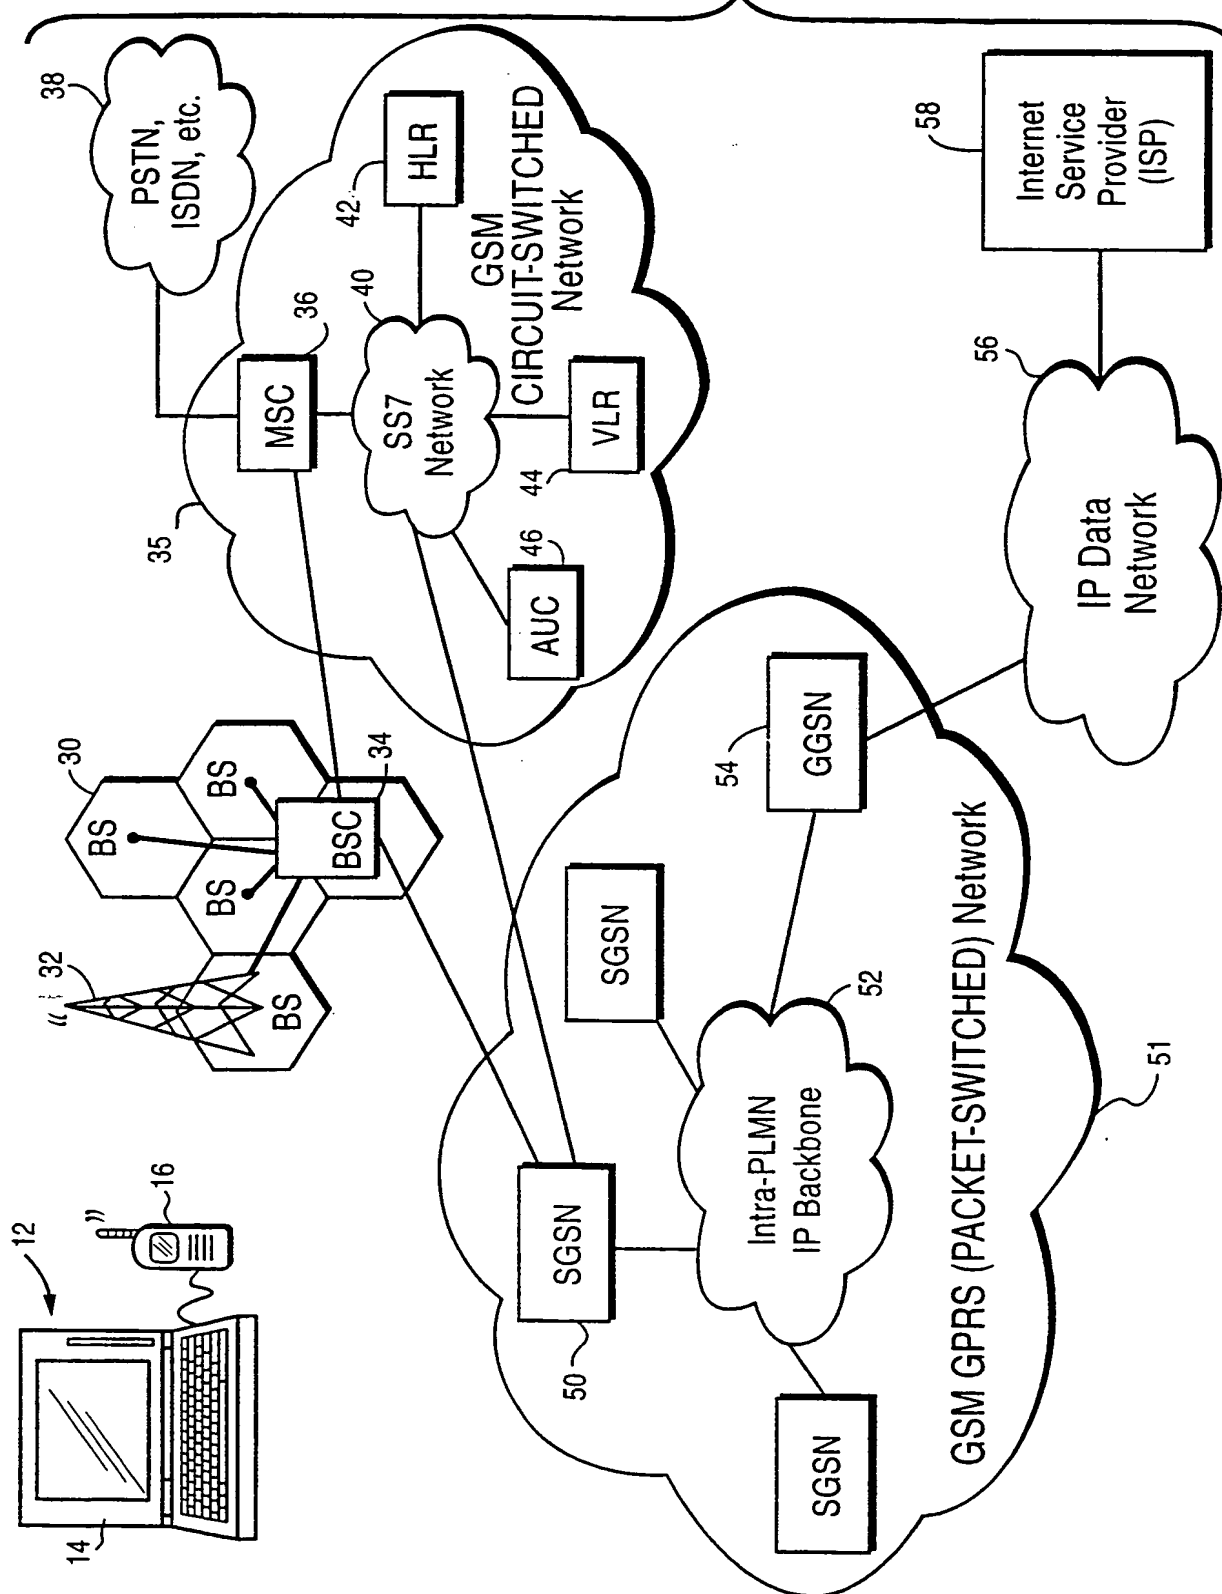 12
14
16
32
BS
30
BS
BS
BS
BSC
34
38
PSTN,
ISDN, etc.
35
MSC
36
SS7
Network
40
42
HLR
GSM
CIRCUIT-SWITCHED
Network
44
VLR
46
AUC
50
SGSN
SGSN
SGSN
Intra-PLMN
IP Backbone
52
54
GGSN
GSM GPRS (PACKET-SWITCHED) Network
51
56
IP Data
Network
58
Internet
Service
Provider
(ISP)